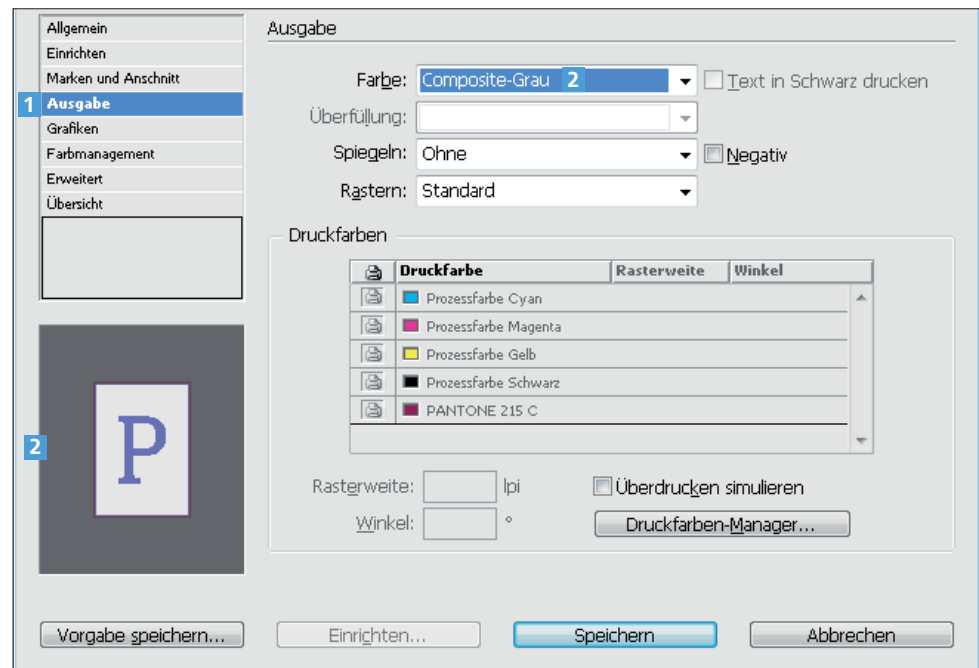 Allgemein
Einrichten
Marken und Anschnitt
1 Ausgabe
Grafiken
Farbmanagement
Erweitert
Übersicht
2
Ausgabe
Farbe: Composite-Grau 2 Text in Schwarz drucken
Überfüllung:
Spiegeln: Ohne Negativ
Rastern: Standard
Druckfarben
Druckfarbe Rasterweite Winkel
Prozessfarbe Cyan
Prozessfarbe Magenta
Prozessfarbe Gelb
Prozessfarbe Schwarz
PANTONE 215 C
Rasterweite: lpi Überdrucken simulieren
Winkel: ° Druckfarben-Manager...
P
Vorgabe speichern... Einrichten... Speichern Abbrechen